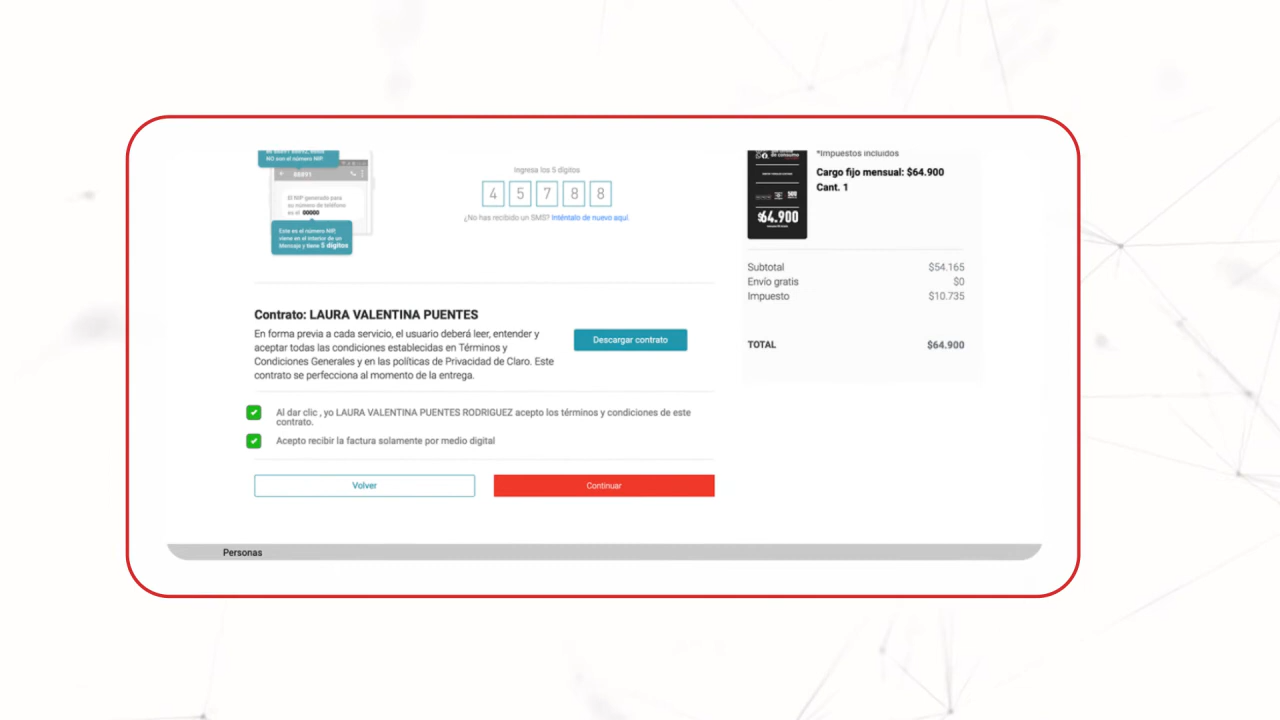 NO son el número NIP.
80891
El NIP generado para
su número de teléfono
es el 00000
Este es el número NIP,
viene en el interior de un
Mensaje y tiene 5 dígitos
Ingresa los 5 dígitos
4 5 7 8 8
¿No has recibido un SMS? Inténtalo de nuevo aquí
Contrato: LAURA VALENTINA PUENTES
En forma previa a cada servicio, el usuario deberá leer, entender y
aceptar todas las condiciones establecidas en Términos y
Condiciones Generales y en las políticas de Privacidad de Claro. Este
contrato se perfecciona al momento de la entrega.
Descargar contrato
Al dar clic , yo LAURA VALENTINA PUENTES RODRIGUEZ acepto los términos y condiciones de este
contrato.
Acepto recibir la factura solamente por medio digital
Volver
Continuar
de consumo
$64.900
*Impuestos incluidos
Cargo fijo mensual: $64.900
Cant. 1
Subtotal $54.165
Envío gratis $0
Impuesto $10.735
TOTAL $64.900
Personas